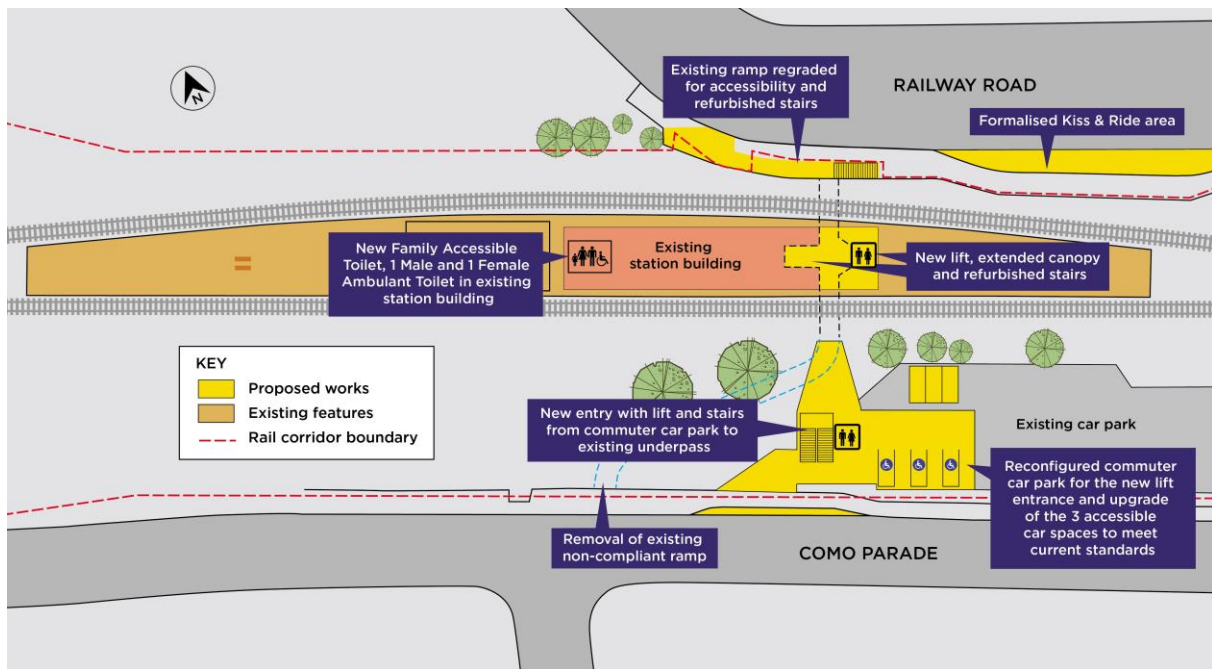 Existing ramp regraded
for accessibility and
refurbished stairs
RAILWAY ROAD
Formalised Kiss & Ride area
N
New Family Accessible
Toilet, 1 Male and 1 Female
Ambulant Toilet in existing
station building
Existing
station building
New lift, extended canopy
and refurbished stairs
KEY
Proposed works
Existing features
Rail corridor boundary
New entry with lift and stairs
from commuter car park to
existing underpass
Existing car park
Reconfigured commuter
car park for the new lift
entrance and upgrade
of the 3 accessible
car spaces to meet
current standards
Removal of existing
non-compliant ramp
COMO PARADE